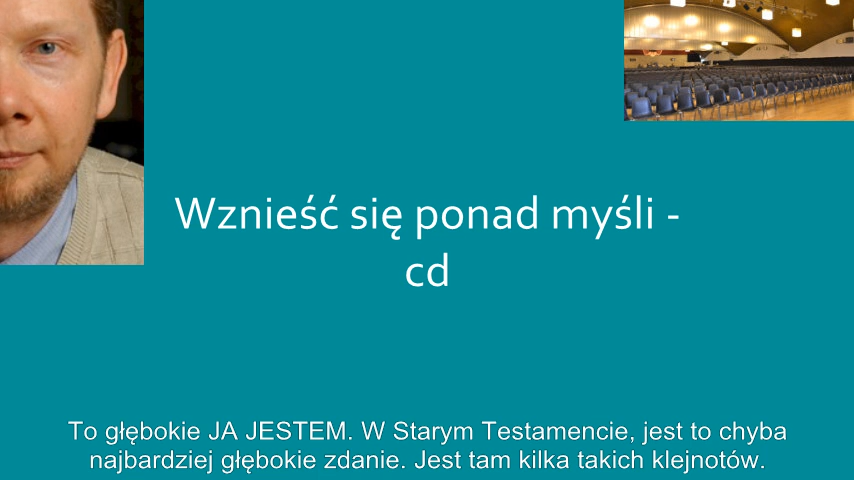 Wznieść się ponad myśli -
cd
To głębokie JA JESTEM. W Starym Testamencie, jest to chyba
najbardziej głębokie zdanie. Jest tam kilka takich klejnotów.